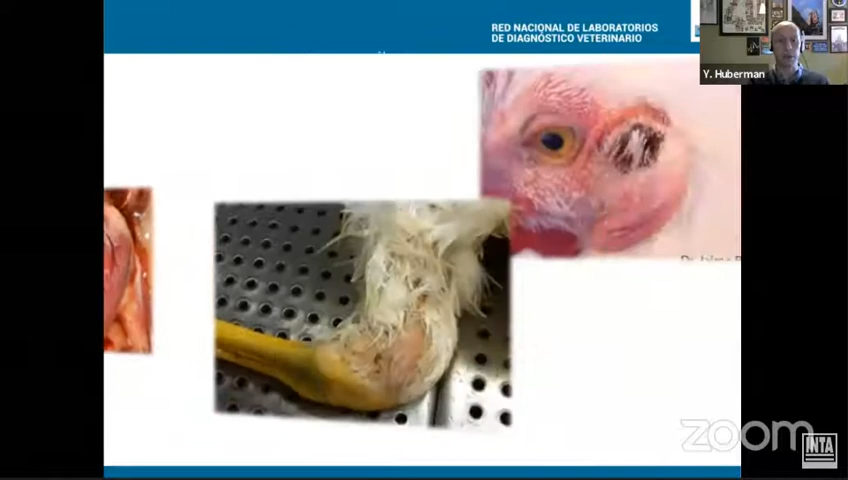 RED NACIONAL DE LABORATORIOS
DE DIAGNÓSTICO VETERINARIO
Y. Huberman
zoom
INTA